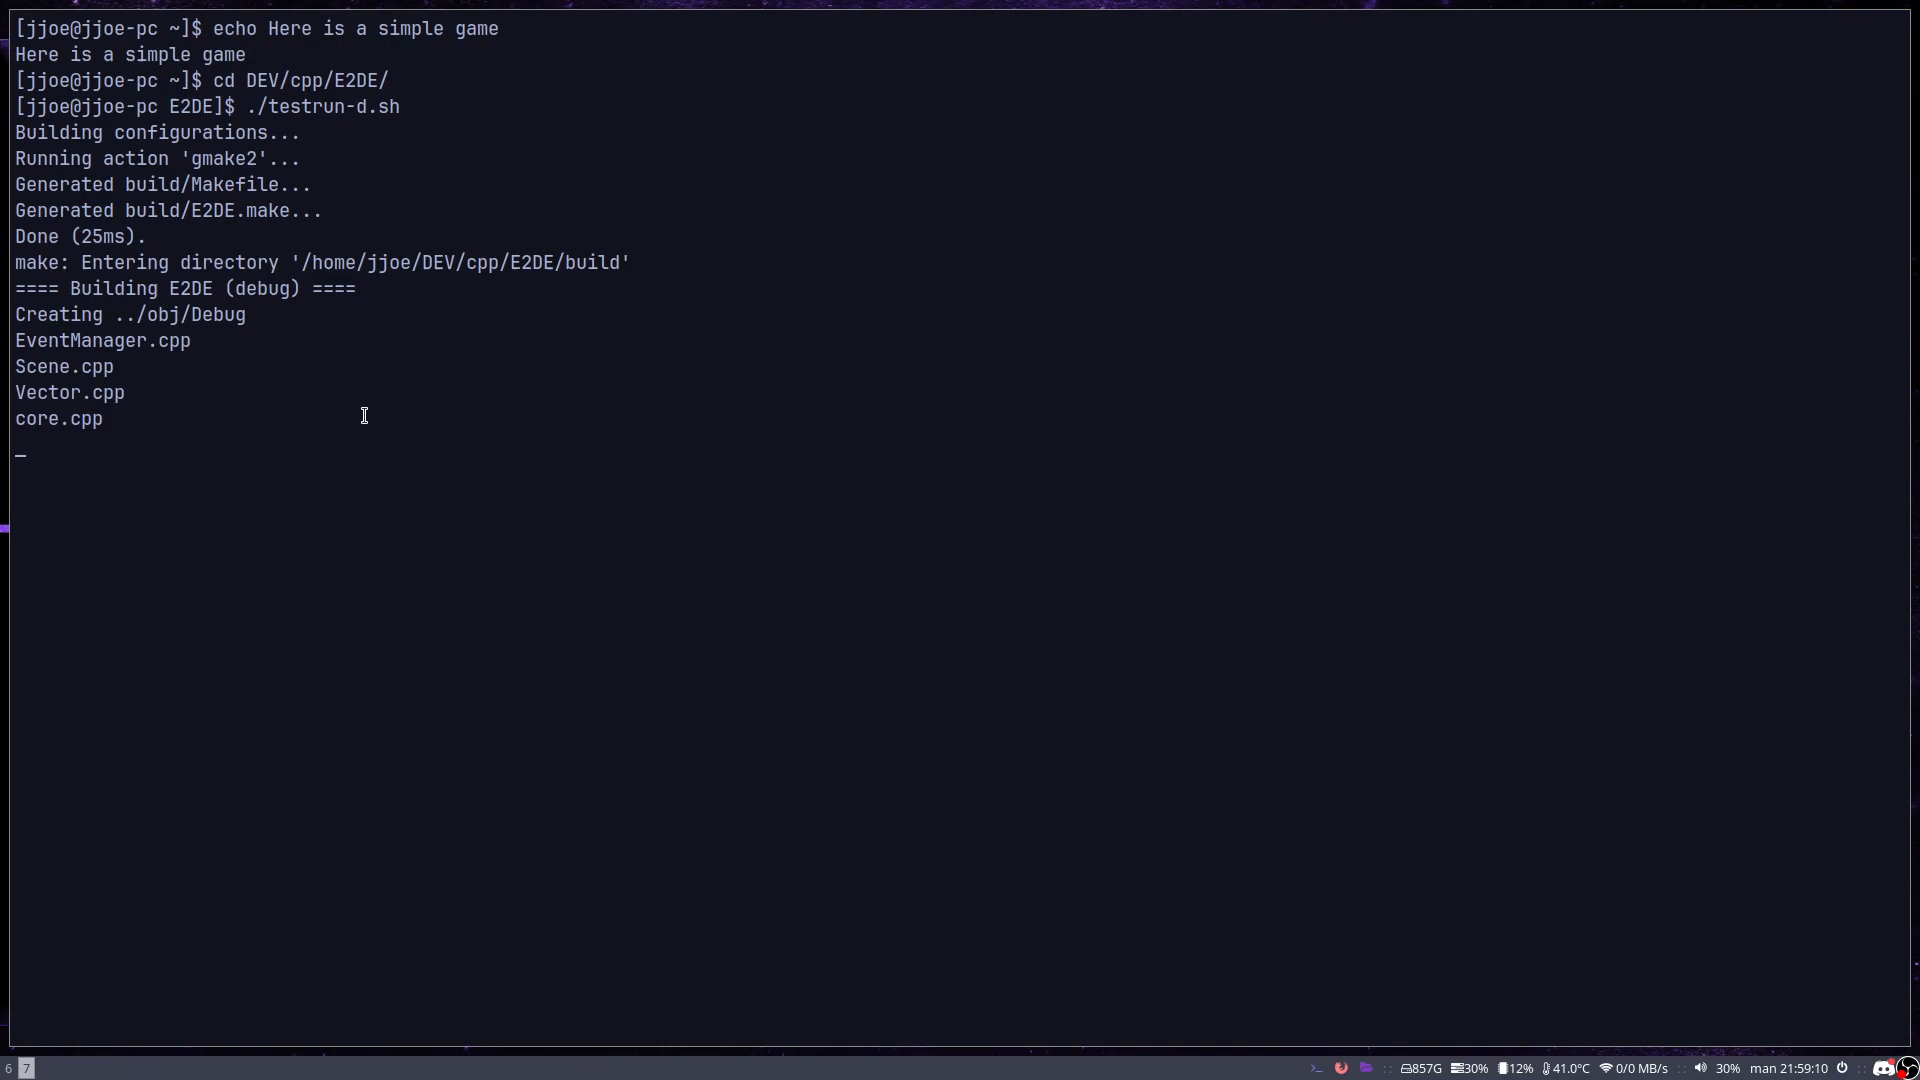 [jjoe@jjoe-pc ~]$ echo Here is a simple game
Here is a simple game
[jjoe@jjoe-pc ~]$ cd DEV/cpp/E2DE/
[jjoe@jjoe-pc E2DE]$ ./testrun-d.sh
Building configurations...
Running action 'gmake2'...
Generated build/Makefile...
Generated build/E2DE.make...
Done (25ms).
make: Entering directory '/home/jjoe/DEV/cpp/E2DE/build'
==== Building E2DE (debug) ====
Creating ../obj/Debug
EventManager.cpp
Scene.cpp
Vector.cpp
core.cpp
_
6 7 >_ :: 857G 30% 12% 41.0°C 0/0 MB/s :: 30% man 21:59:10 ::